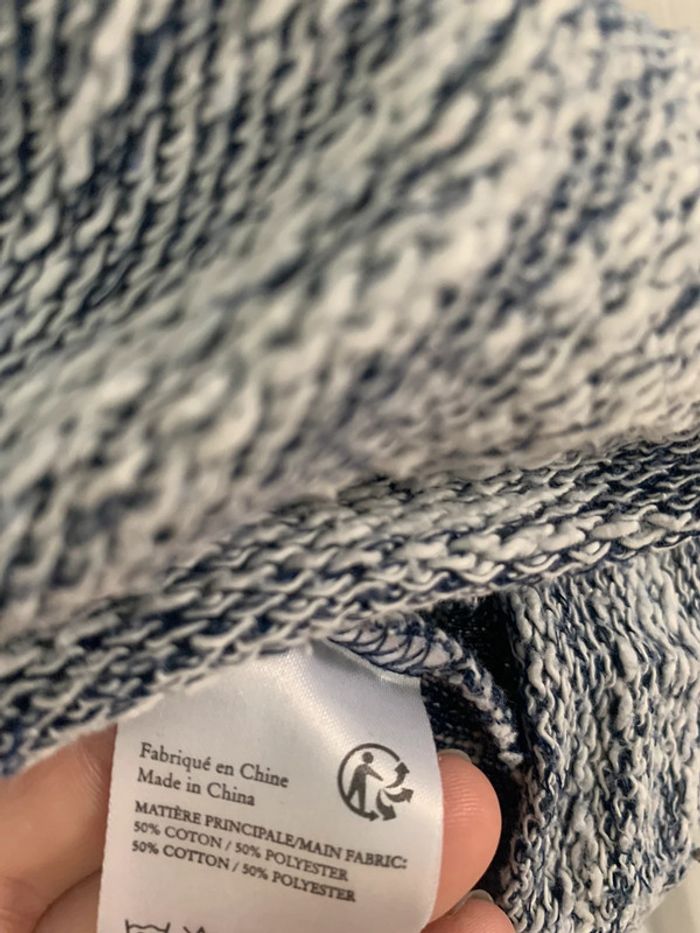 Fabriqué en Chine
Made in China
MATIÈRE PRINCIPALE/MAIN FABRIC:
50% COTON / 50% POLYESTER
50% COTTON / 50% POLYESTER